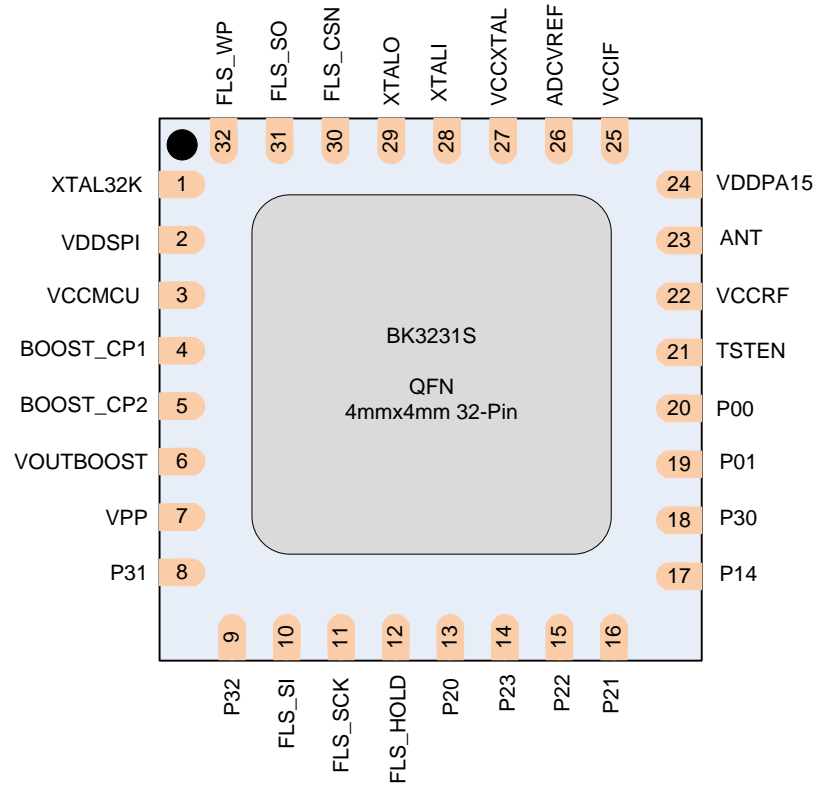 FLS_WP
FLS_SO
FLS_CSN
XTALO
XTALI
VCCXTAL
ADCVREF
VCCIF
32
31
30
29
28
27
26
25
XTAL32K
1
VDDSPI
2
VCCMCU
3
BOOST_CP1
4
BOOST_CP2
5
VOUTBOOST
6
VPP
7
P31
8
BK3231S
QFN
4mmx4mm 32-Pin
24
VDDPA15
23
ANT
22
VCCRF
21
TSTEN
20
P00
19
P01
18
P30
17
P14
9
10
11
12
13
14
15
16
P32
FLS_SI
FLS_SCK
FLS_HOLD
P20
P23
P22
P21